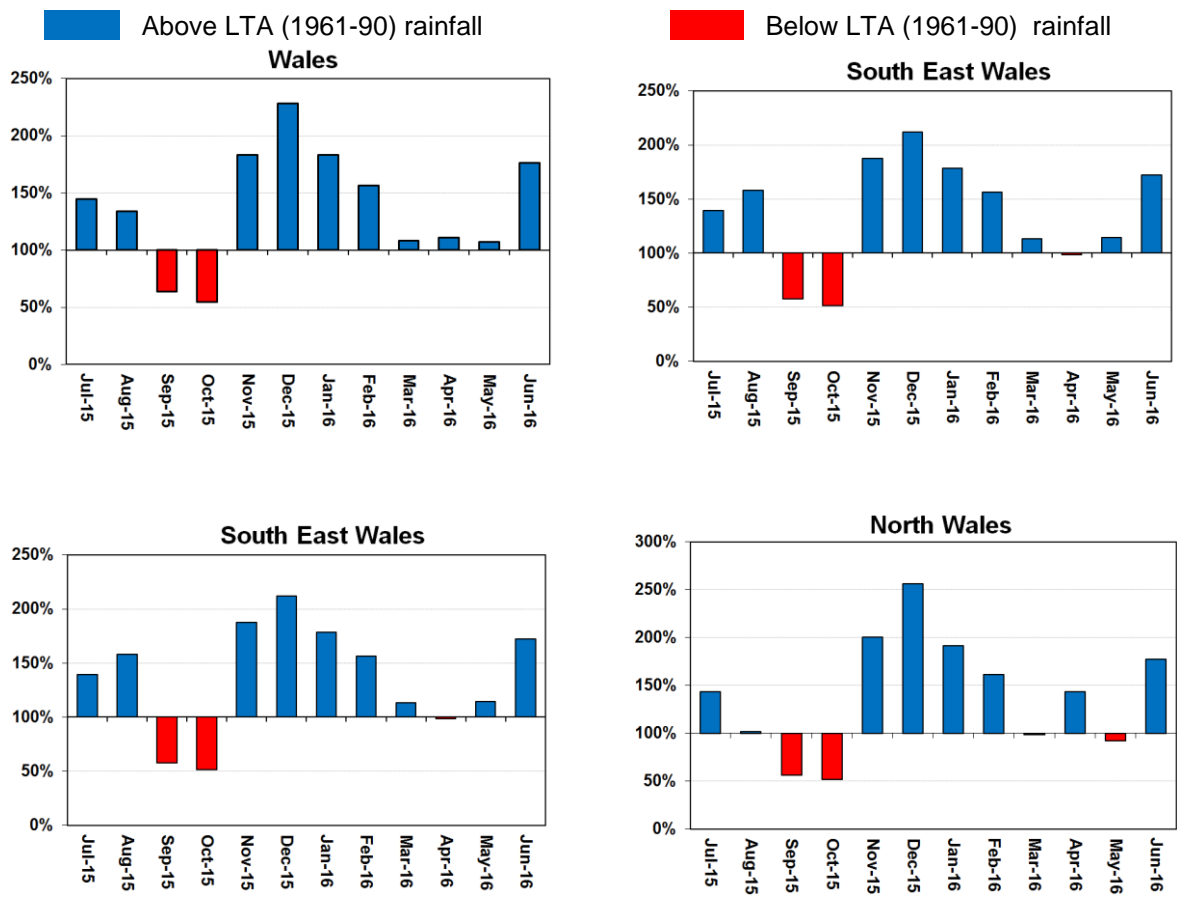 Above LTA (1961-90) rainfall
Below LTA (1961-90) rainfall
Wales
250%
200%
150%
100%
50%
0%
Jul-15
Aug-15
Sep-15
Oct-15
Nov-15
Dec-15
Jan-16
Feb-16
Mar-16
Apr-16
May-16
Jun-16
South East Wales
250%
200%
150%
100%
50%
0%
Jul-15
Aug-15
Sep-15
Oct-15
Nov-15
Dec-15
Jan-16
Feb-16
Mar-16
Apr-16
May-16
Jun-16
South East Wales
250%
200%
150%
100%
50%
0%
Jul-15
Aug-15
Sep-15
Oct-15
Nov-15
Dec-15
Jan-16
Feb-16
Mar-16
Apr-16
May-16
Jun-16
North Wales
300%
250%
200%
150%
100%
50%
0%
Jul-15
Aug-15
Sep-15
Oct-15
Nov-15
Dec-15
Jan-16
Feb-16
Mar-16
Apr-16
May-16
Jun-16